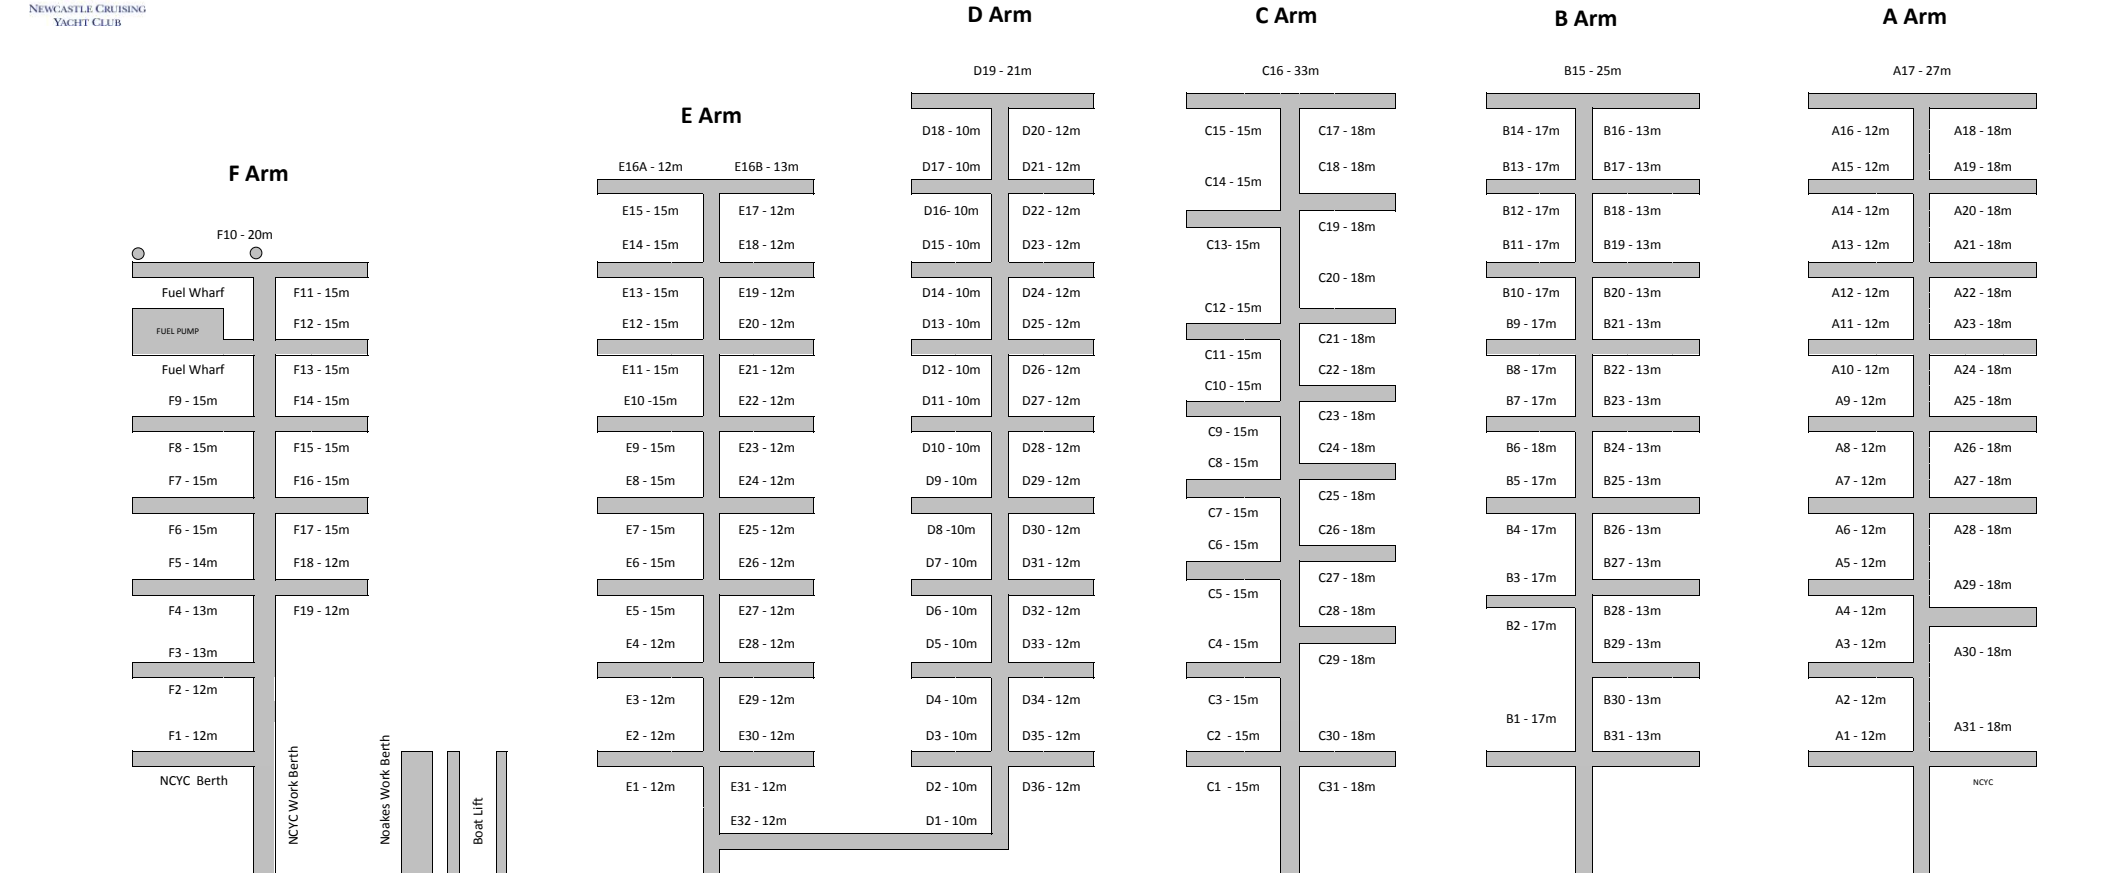 NEWCASTLE CRUISING
YACHT CLUB
F Arm
F10 - 20m
Fuel Wharf
F11 - 15m
FUEL PUMP
F12 - 15m
Fuel Wharf
F13 - 15m
F9 - 15m
F14 - 15m
F8 - 15m
F15 - 15m
F7 - 15m
F16 - 15m
F6 - 15m
F17 - 15m
F5 - 14m
F18 - 12m
F4 - 13m
F19 - 12m
F3 - 13m
F2 - 12m
F1 - 12m
NCYC Berth
NCYC Work Berth
Noakes Work Berth
Boat Lift
E Arm
E16A - 12m
E16B - 13m
E15 - 15m
E17 - 12m
E14 - 15m
E18 - 12m
E13 - 15m
E19 - 12m
E12 - 15m
E20 - 12m
E11 - 15m
E21 - 12m
E10 -15m
E22 - 12m
E9 - 15m
E23 - 12m
E8 - 15m
E24 - 12m
E7 - 15m
E25 - 12m
E6 - 15m
E26 - 12m
E5 - 15m
E27 - 12m
E4 - 12m
E28 - 12m
E3 - 12m
E29 - 12m
E2 - 12m
E30 - 12m
E1 - 12m
E31 - 12m
E32 - 12m
D Arm
D19 - 21m
D18 - 10m
D20 - 12m
D17 - 10m
D21 - 12m
D16- 10m
D22 - 12m
D15 - 10m
D23 - 12m
D14 - 10m
D24 - 12m
D13 - 10m
D25 - 12m
D12 - 10m
D26 - 12m
D11 - 10m
D27 - 12m
D10 - 10m
D28 - 12m
D9 - 10m
D29 - 12m
D8 -10m
D30 - 12m
D7 - 10m
D31 - 12m
D6 - 10m
D32 - 12m
D5 - 10m
D33 - 12m
D4 - 10m
D34 - 12m
D3 - 10m
D35 - 12m
D2 - 10m
D36 - 12m
D1 - 10m
C Arm
C16 - 33m
C15 - 15m
C17 - 18m
C18 - 18m
C14 - 15m
C19 - 18m
C13- 15m
C20 - 18m
C12 - 15m
C21 - 18m
C11 - 15m
C22 - 18m
C10 - 15m
C23 - 18m
C9 - 15m
C24 - 18m
C8 - 15m
C25 - 18m
C7 - 15m
C26 - 18m
C6 - 15m
C27 - 18m
C5 - 15m
C28 - 18m
C4 - 15m
C29 - 18m
C3 - 15m
C2 - 15m
C30 - 18m
C1 - 15m
C31 - 18m
B Arm
B15 - 25m
B14 - 17m
B16 - 13m
B13 - 17m
B17 - 13m
B12 - 17m
B18 - 13m
B11 - 17m
B19 - 13m
B10 - 17m
B20 - 13m
B9 - 17m
B21 - 13m
B8 - 17m
B22 - 13m
B7 - 17m
B23 - 13m
B6 - 18m
B24 - 13m
B5 - 17m
B25 - 13m
B4 - 17m
B26 - 13m
B27 - 13m
B3 - 17m
B28 - 13m
B2 - 17m
B29 - 13m
B30 - 13m
B1 - 17m
B31 - 13m
A Arm
A17 - 27m
A16 - 12m
A18 - 18m
A15 - 12m
A19 - 18m
A14 - 12m
A20 - 18m
A13 - 12m
A21 - 18m
A12 - 12m
A22 - 18m
A11 - 12m
A23 - 18m
A10 - 12m
A24 - 18m
A9 - 12m
A25 - 18m
A8 - 12m
A26 - 18m
A7 - 12m
A27 - 18m
A6 - 12m
A28 - 18m
A5 - 12m
A29 - 18m
A4 - 12m
A3 - 12m
A30 - 18m
A2 - 12m
A31 - 18m
A1 - 12m
NCYC